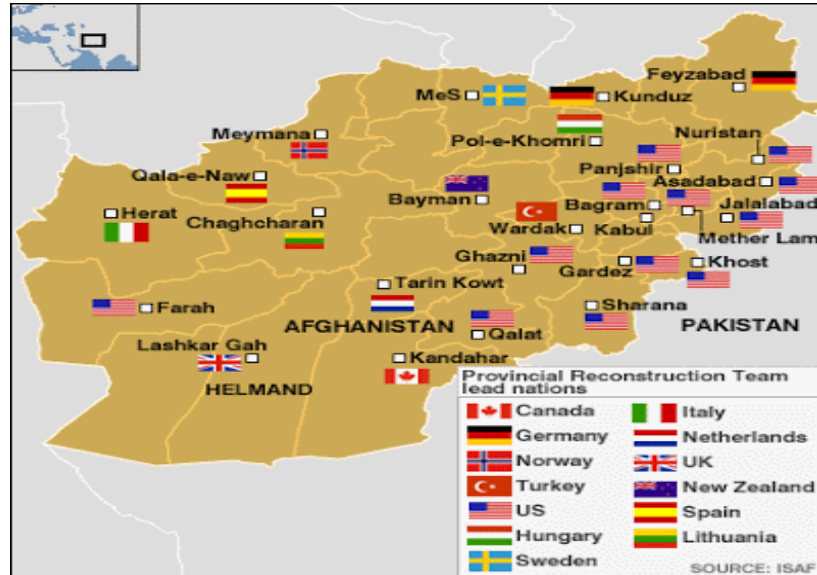 Feyzabad
MeS
Kunduz
Meymana
Pol-e-Khomri
Nuristan
Panjshir
Qala-e-Naw
Asadabad
Bayman
Bagram
Jalalabad
Herat
Chaghcharan
Wardak
Kabul
Mether Lam
Ghazni
Gardez
Khost
Tarin Kowt
Farah
Sharana
AFGHANISTAN
PAKISTAN
Qalat
Lashkar Gah
Kandahar
HELMAND
Provincial Reconstruction Team
lead nations
Canada
Germany
Norway
Turkey
US
Hungary
Sweden
Italy
Netherlands
UK
New Zealand
Spain
Lithuania
SOURCE: ISAF